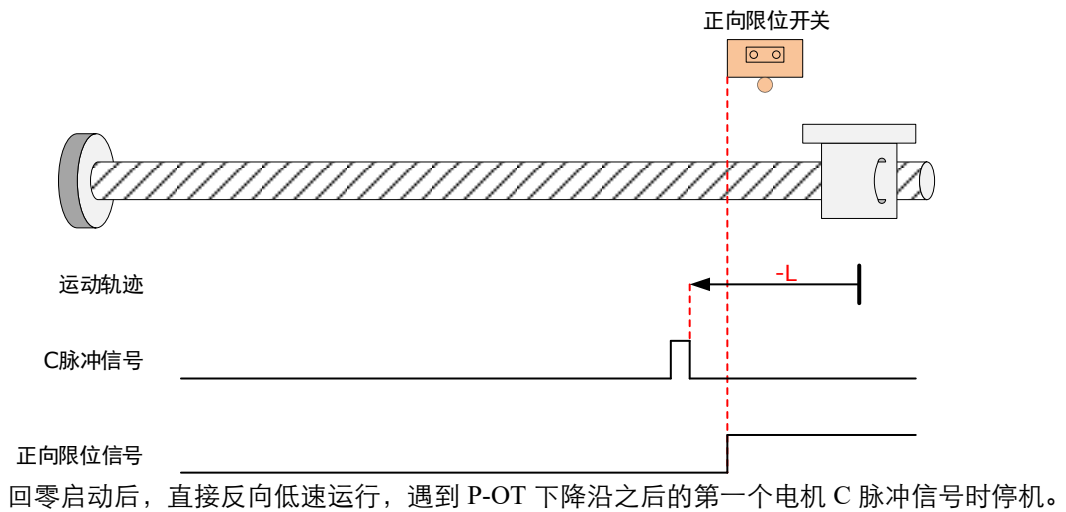 正向限位开关
运动轨迹
-L
C脉冲信号
正向限位信号
回零启动后，直接反向低速运行，遇到 P-OT 下降沿之后的第一个电机 C 脉冲信号时停机。